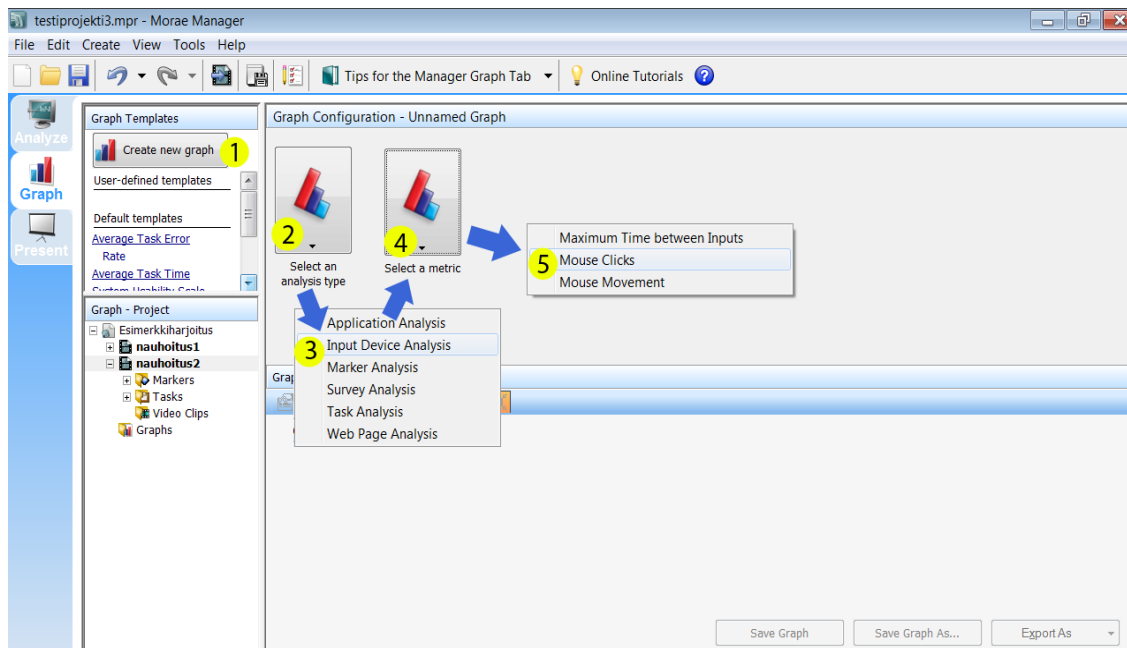 testiprojekti3.mpr - Morae Manager
File Edit Create View Tools Help
Tips for the Manager Graph Tab Online Tutorials ?
Analyze
Graph
Present
Graph Templates
Create new graph 1
User-defined templates
Default templates
Average Task Error
Rate
Average Task Time
System Usability Scale
Graph - Project
Esimerkkiharjoitus
nauhoitus1
nauhoitus2
Markers
Tasks
Video Clips
Graphs
Graph Configuration - Unnamed Graph
2
Select an
analysis type
4
Select a metric
3
Application Analysis
Input Device Analysis
Marker Analysis
Survey Analysis
Task Analysis
Web Page Analysis
5
Maximum Time between Inputs
Mouse Clicks
Mouse Movement
Save Graph Save Graph As... Export As